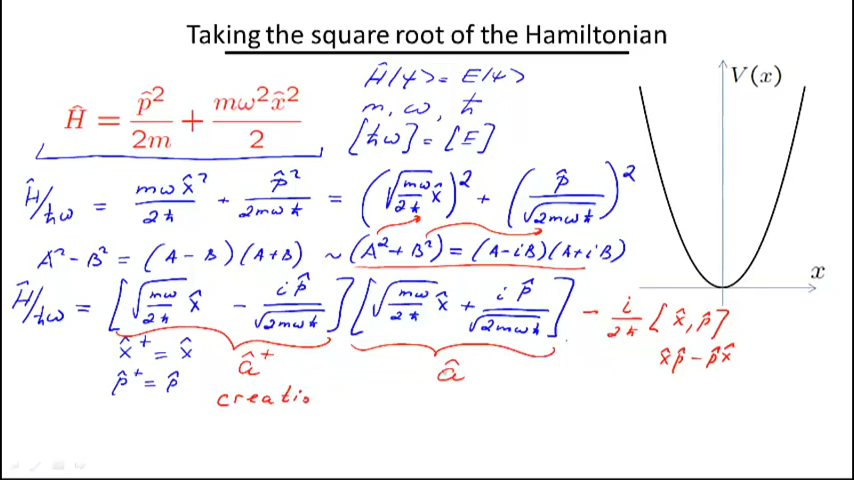 Taking the square root of the Hamiltonian
Ĥ = p̂²/2m + mω²x̂²/2
Ĥ|ψ> = E|ψ>
m, ω, ħ
[ħω] = [E]
V(x)
x
Ĥ/ħω = mωx̂²/2ħ + p̂²/2mωħ = (√(mω/2ħ) x̂)² + (p̂/√(2mωħ))²
A² - B² = (A - B)(A+B) ~ (A² + B²) = (A - iB)(A + iB)
Ĥ/ħω = [√(mω/2ħ) x̂ - ip̂/√(2mωħ)] [√(mω/2ħ) x̂ + ip̂/√(2mωħ)] - i/2ħ [x̂, p̂]
x̂p̂ - p̂x̂
x̂⁺ = x̂
p̂⁺ = p̂
â⁺
â
creatio